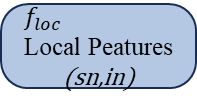 f_loc
Local Peatures
(sn,in)